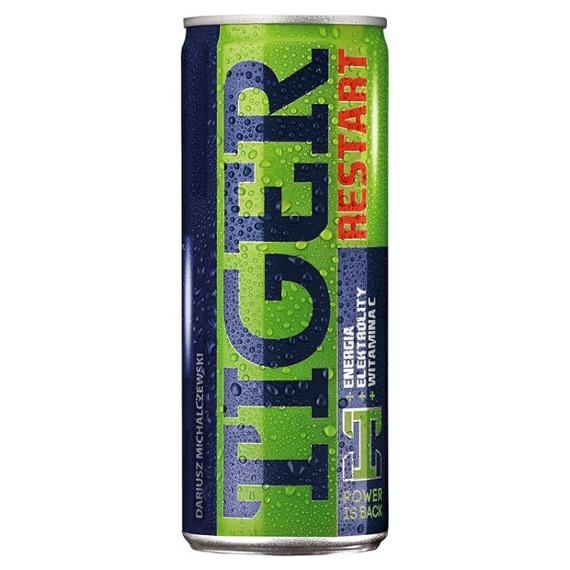 TIGER
RESTART
+ ENERGIA
+ ELEKTROLITY
+ WITAMINA C
POWER
IS BACK
DARIUSZ MICHALCZEWSKI